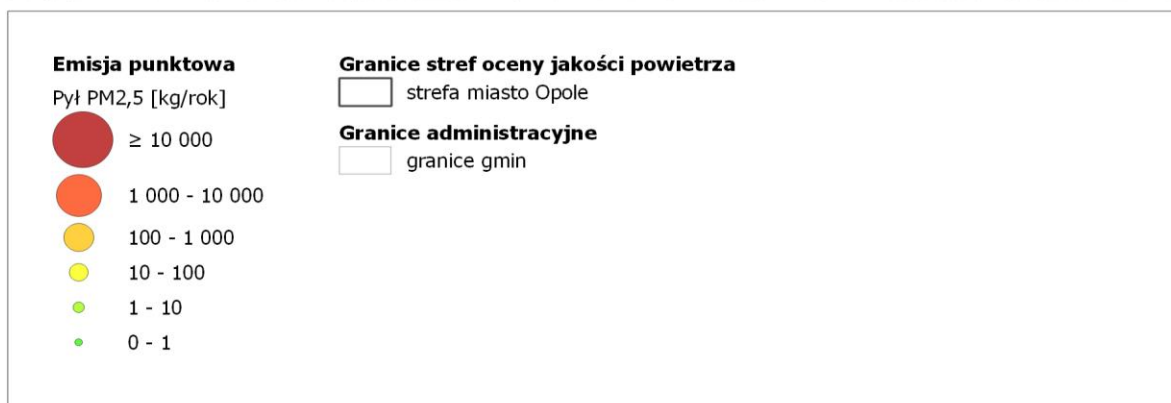 Emisja punktowa
Pył PM2,5 [kg/rok]
≥ 10 000
1 000 - 10 000
100 - 1 000
10 - 100
1 - 10
0 - 1
Granice stref oceny jakości powietrza
strefa miasto Opole
Granice administracyjne
granice gmin